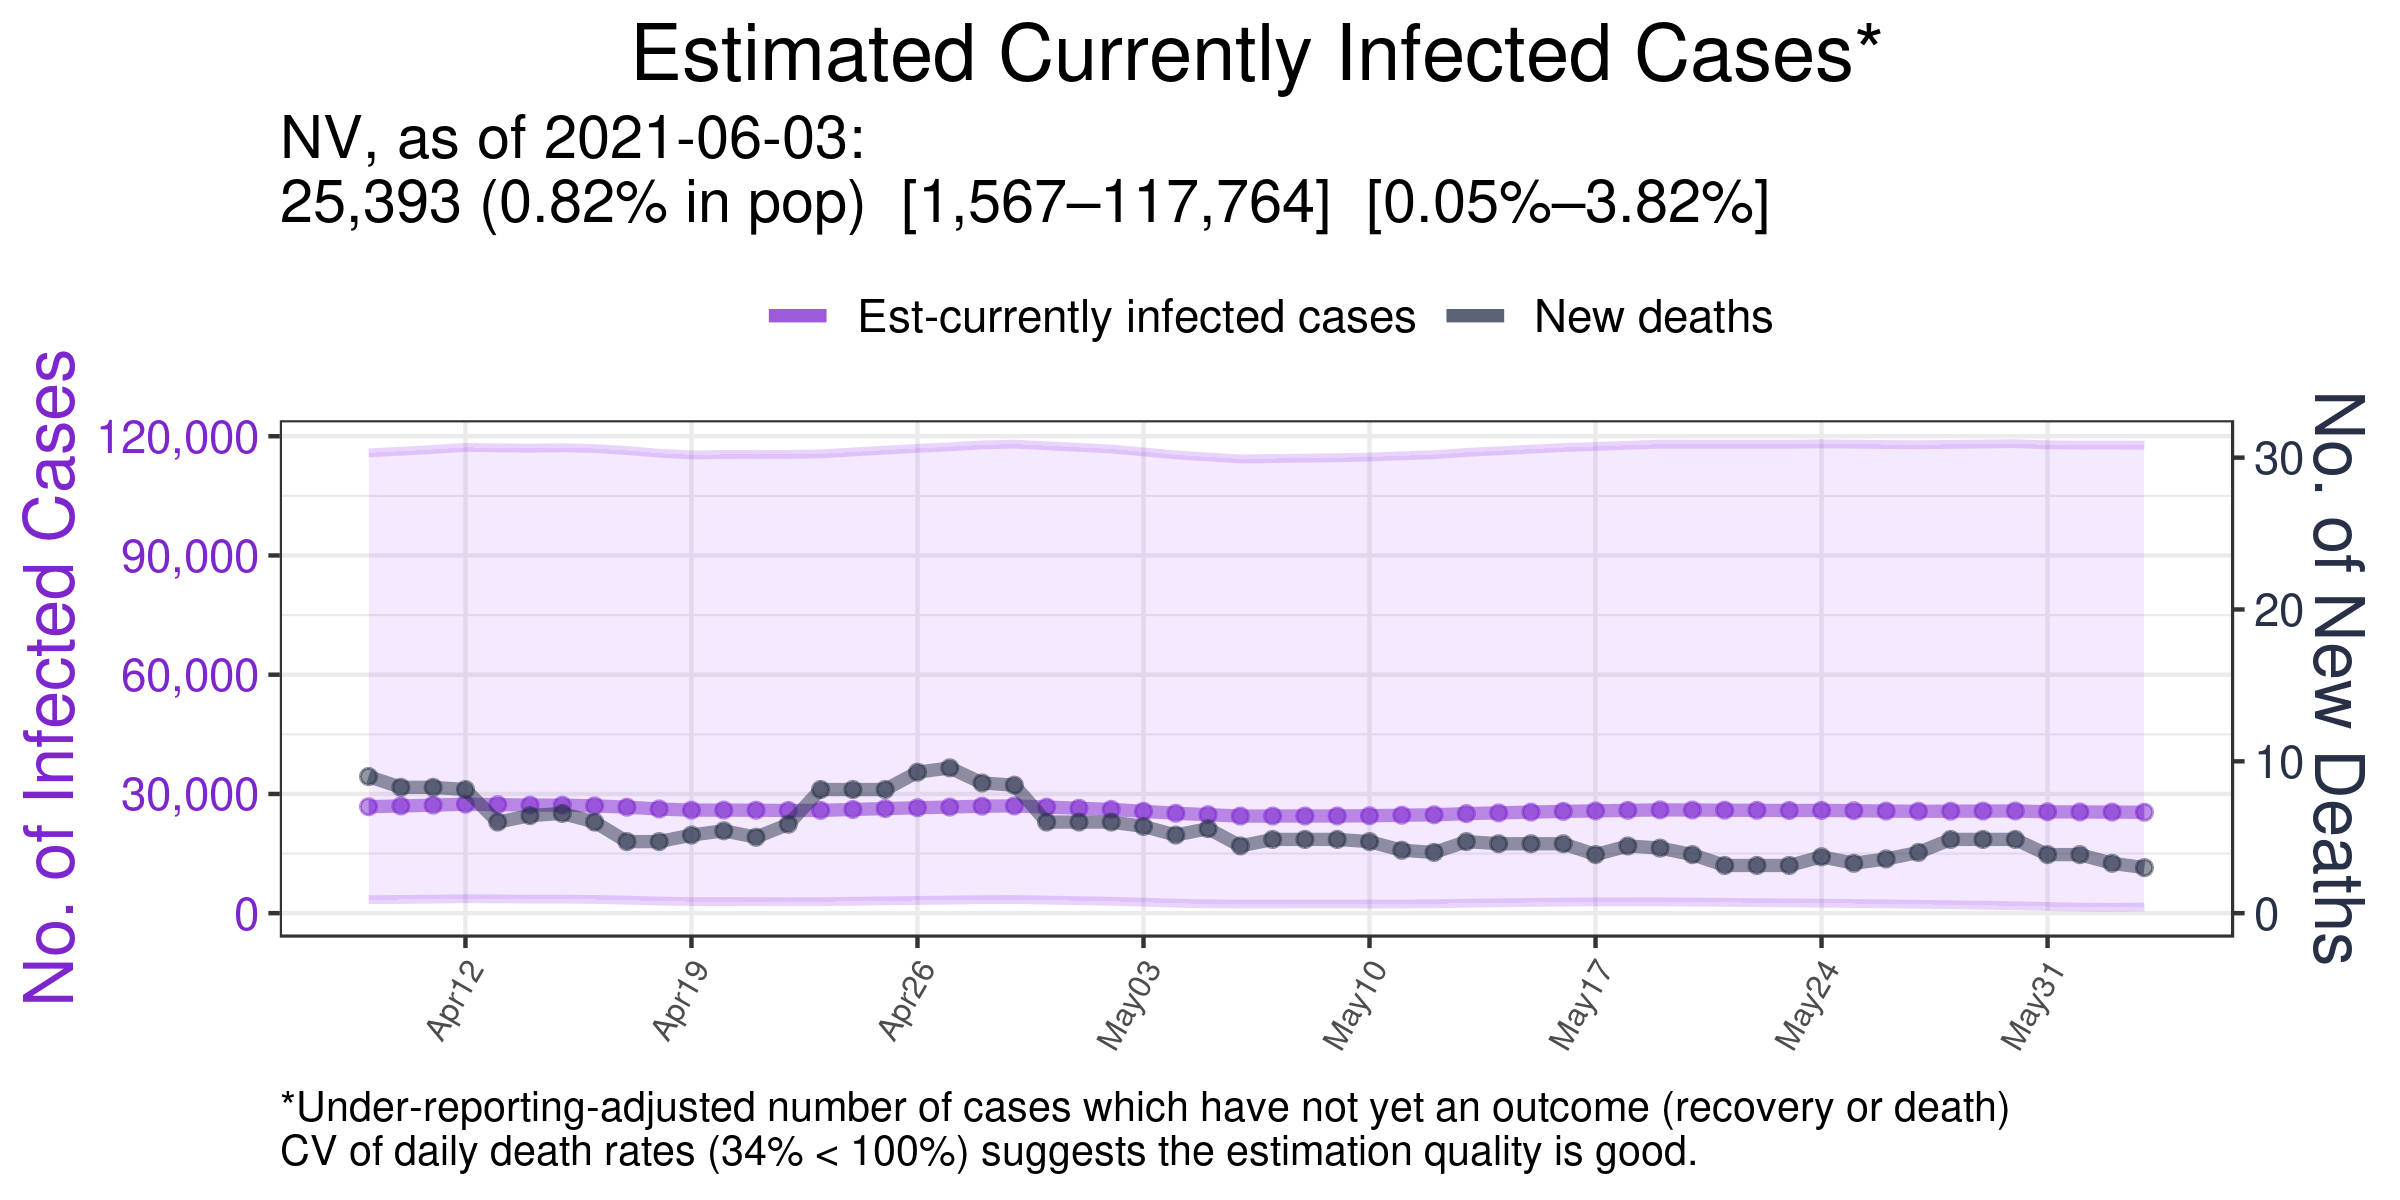 Estimated Currently Infected Cases*
NV, as of 2021-06-03:
25,393 (0.82% in pop)  [1,567–117,764]  [0.05%–3.82%]
Est-currently infected cases
New deaths
No. of Infected Cases
120,000
90,000
60,000
30,000
0
30
20
10
0
No. of New Deaths
Apr12
Apr19
Apr26
May03
May10
May17
May24
May31
*Under-reporting-adjusted number of cases which have not yet an outcome (recovery or death)
CV of daily death rates (34% < 100%) suggests the estimation quality is good.